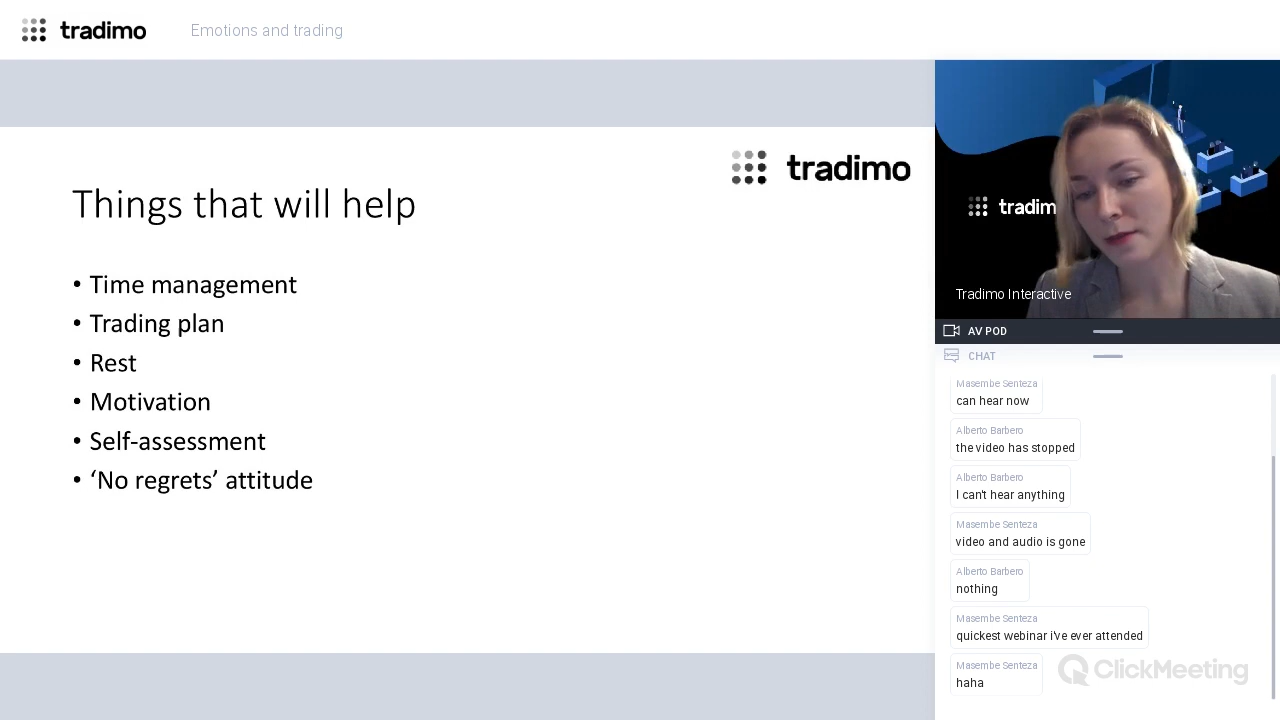 tradimo
Emotions and trading
tradimo
Things that will help
• Time management
• Trading plan
• Rest
• Motivation
• Self-assessment
• ‘No regrets’ attitude
tradim
Tradimo Interactive
AV POD
CHAT
Masembe Senteza
can hear now
Alberto Barbero
the video has stopped
Alberto Barbero
I can't hear anything
Masembe Senteza
video and audio is gone
Alberto Barbero
nothing
Masembe Senteza
quickest webinar i've ever attended
Masembe Senteza
haha
ClickMeeting